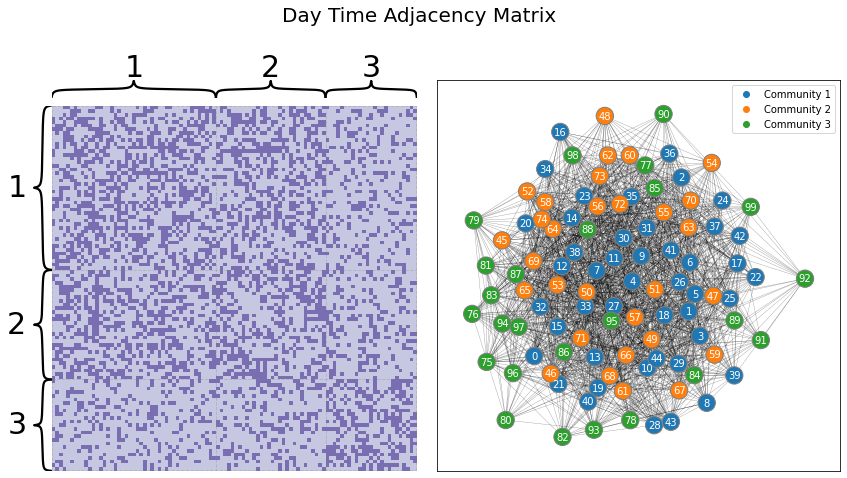 Day Time Adjacency Matrix
1 2 3
1
2
3
Community 1
Community 2
Community 3
48 90
16
98 62 60 77 36 54
34 73 85 2
52 58 23 56 72 35 55 70 24 99
79 20 74 64 14 88 31 63 37 42
45 30
38 11 9 41
81 87 69 12 7 6 17 22 92
83 65 53 50 4 51 26 5 47 25
76 32 33 27 18 1 89
94 97 15 95 57
71 49 3 91
0 86 13 66 44 59
75 96 46 10 29 84 39
21 19 68 61 67
40 8
80 78 28 43
82 93